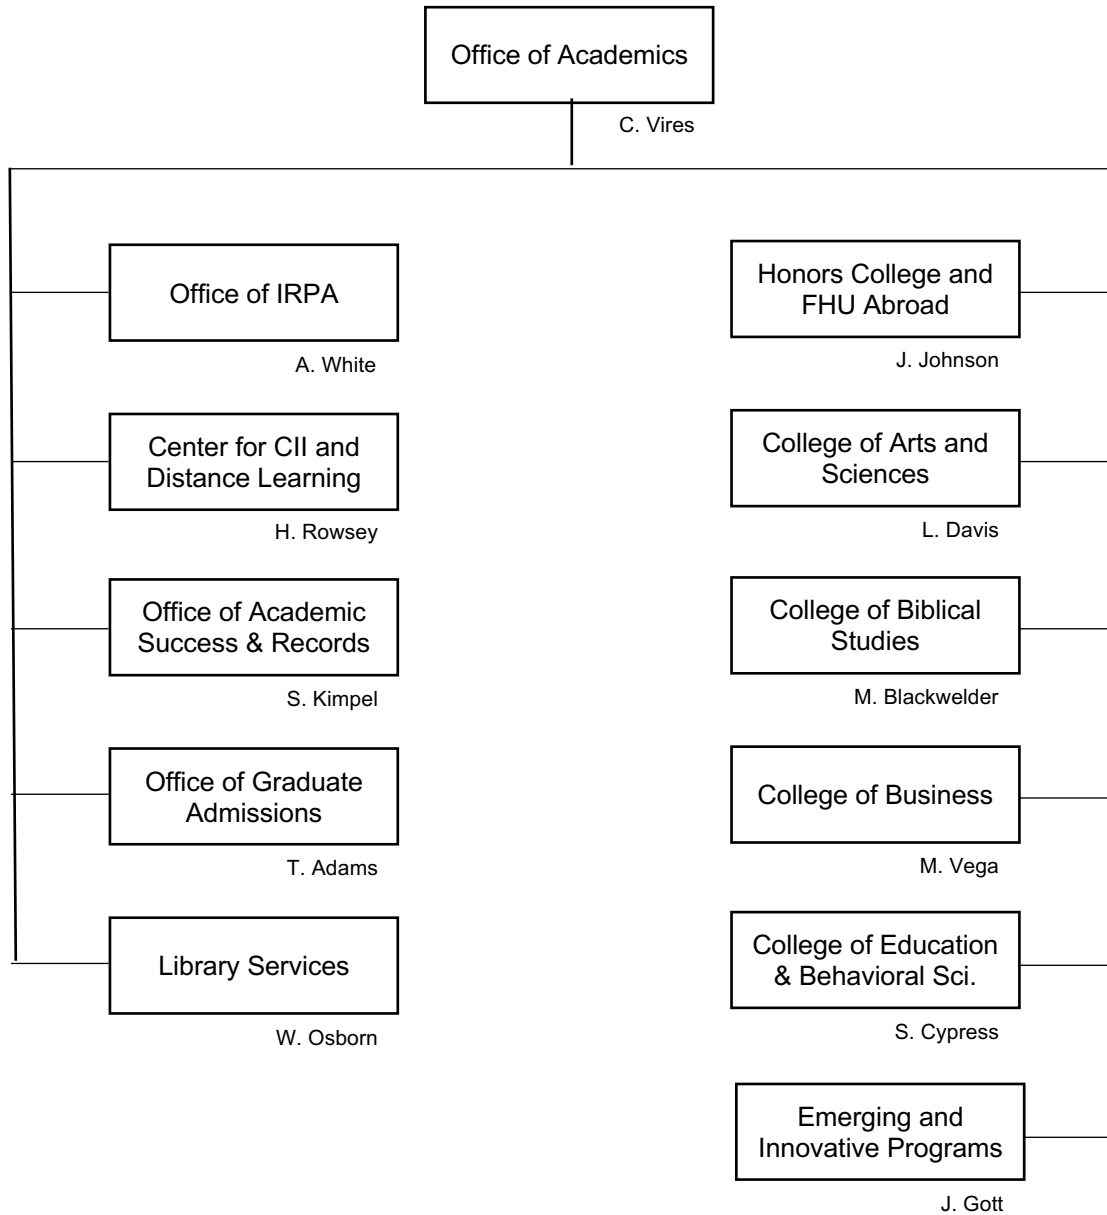 Office of Academics
C. Vires
Office of IRPA
A. White
Center for CII and
Distance Learning
H. Rowsey
Office of Academic
Success & Records
S. Kimpel
Office of Graduate
Admissions
T. Adams
Library Services
W. Osborn
Honors College and
FHU Abroad
J. Johnson
College of Arts and
Sciences
L. Davis
College of Biblical
Studies
M. Blackwelder
College of Business
M. Vega
College of Education
& Behavioral Sci.
S. Cypress
Emerging and
Innovative Programs
J. Gott